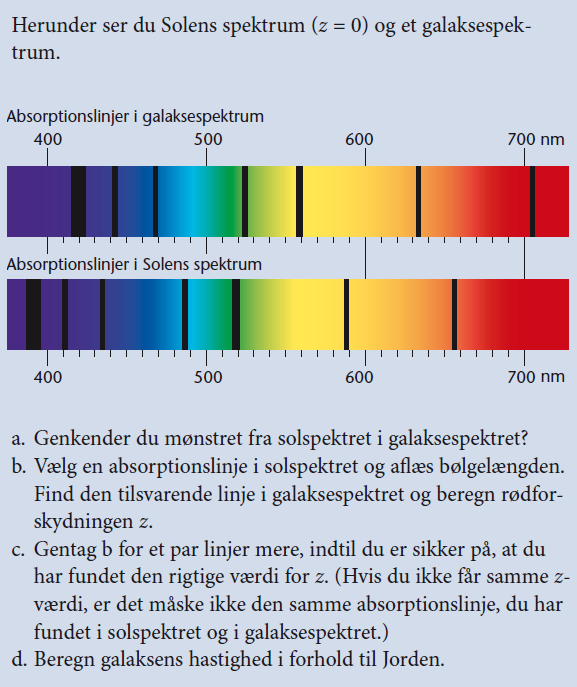 Herunder ser du Solens spektrum (z = 0) og et galaksespek-
trum.
Absorptionslinjer i galaksespektrum
400 500 600 700 nm
Absorptionslinjer i Solens spektrum
400 500 600 700 nm
a. Genkender du mønstret fra solspektret i galaksespektret?
b. Vælg en absorptionslinje i solspektret og aflæs bølgelængden.
Find den tilsvarende linje i galaksespektret og beregn rødfor-
skydningen z.
c. Gentag b for et par linjer mere, indtil du er sikker på, at du
har fundet den rigtige værdi for z. (Hvis du ikke får samme z-
værdi, er det måske ikke den samme absorptionslinje, du har
fundet i solspektret og i galaksespektret.)
d. Beregn galaksens hastighed i forhold til Jorden.